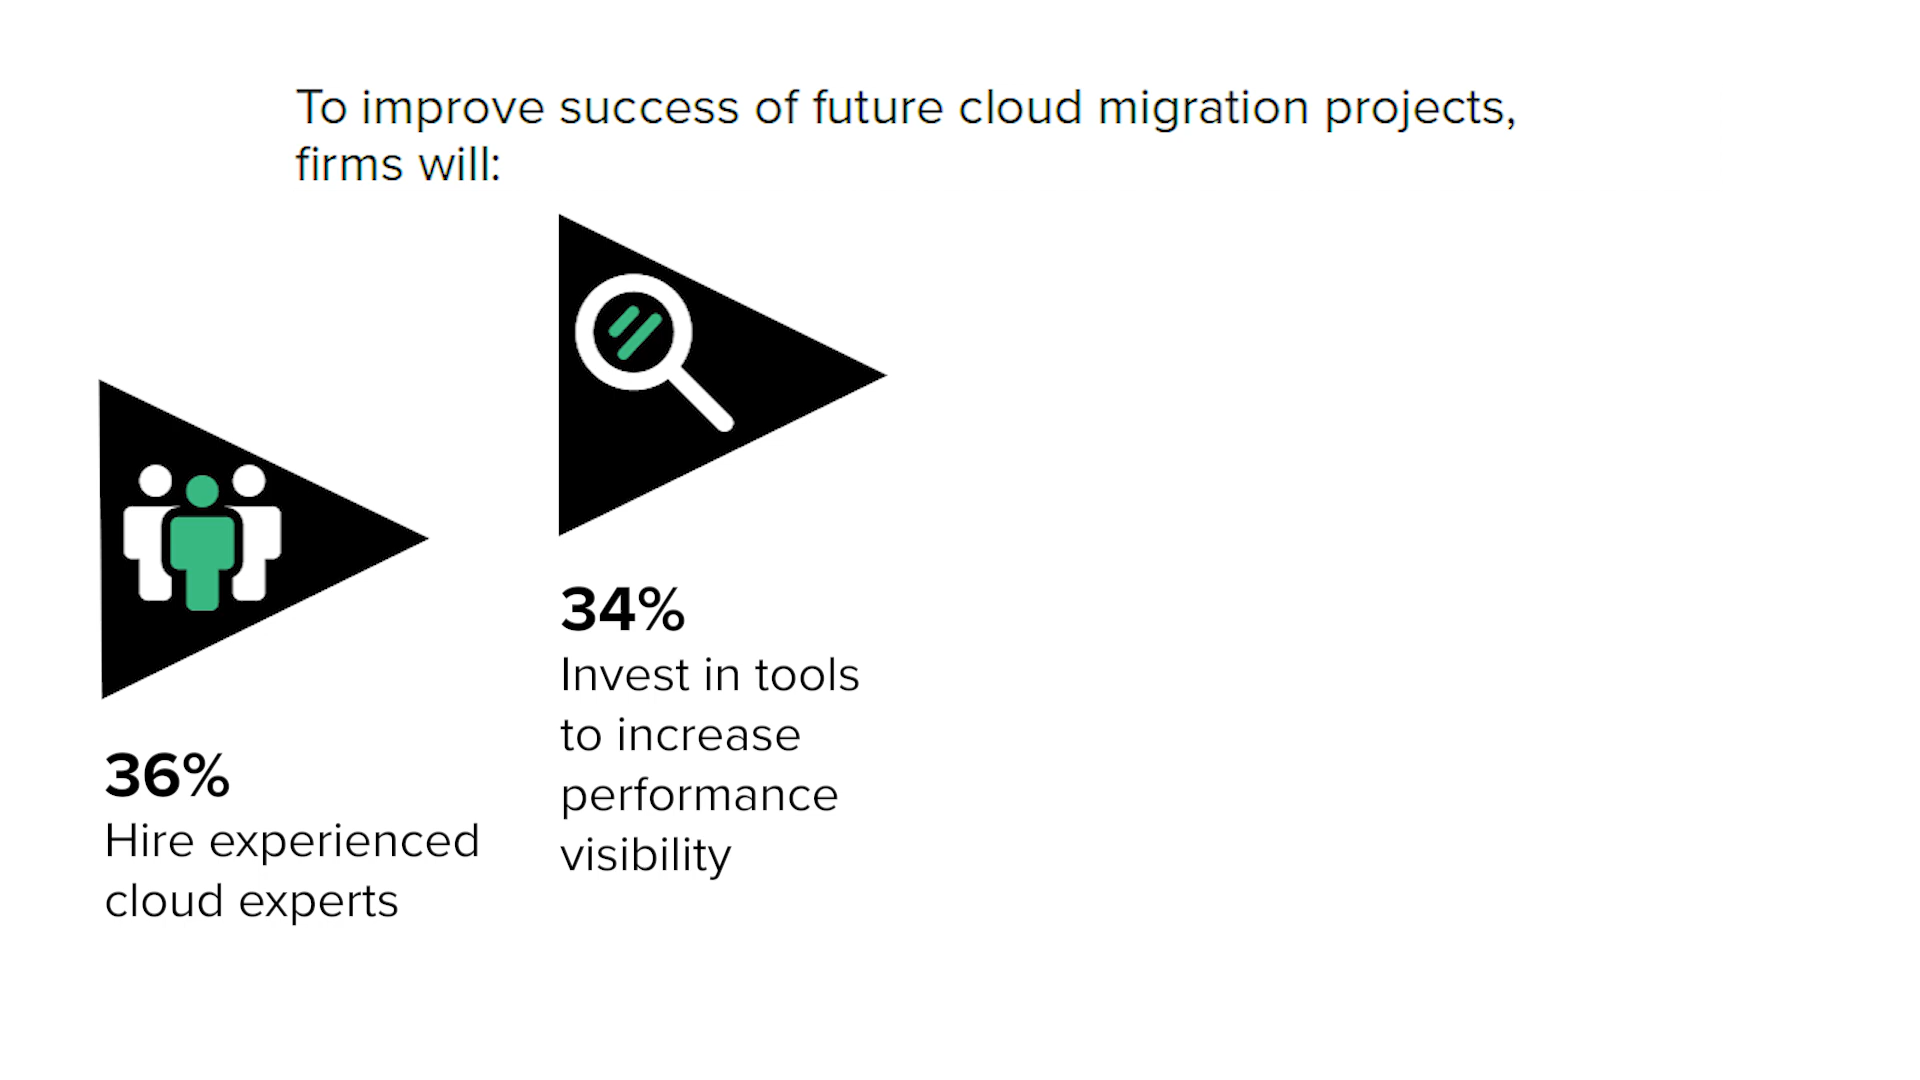 To improve success of future cloud migration projects,
firms will:
36%
Hire experienced
cloud experts
34%
Invest in tools
to increase
performance
visibility